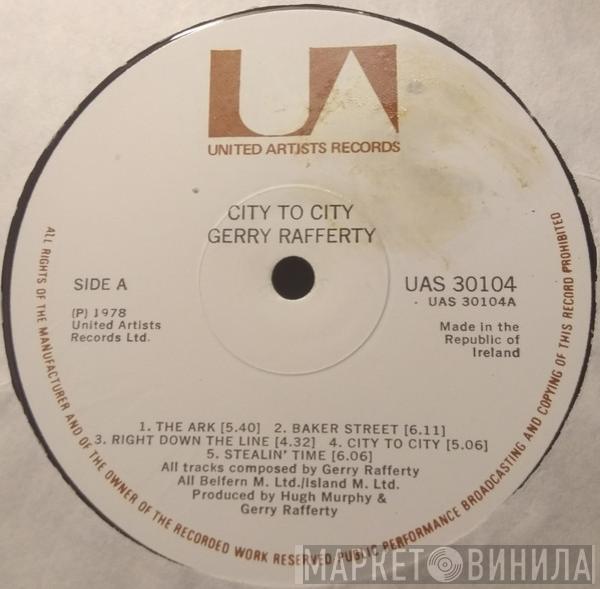 UA
UNITED ARTISTS RECORDS
CITY TO CITY
GERRY RAFFERTY
SIDE A
(P) 1978
United Artists
Records Ltd.
UAS 30104
UAS 30104A
Made in the
Republic of
Ireland
1. THE ARK [5.40] 2. BAKER STREET [6.11]
3. RIGHT DOWN THE LINE [4.32] 4. CITY TO CITY [5.06]
5. STEALIN' TIME [6.06]
All tracks composed by Gerry Rafferty
All Belfern M. Ltd./Island M. Ltd.
Produced by Hugh Murphy &
Gerry Rafferty
ALL RIGHTS OF THE MANUFACTURER AND OF THE OWNER OF THE RECORDED WORK RESERVED PUBLIC PERFORMANCE BROADCASTING AND COPYING OF THIS RECORD PROHIBITED
МАРКЕТ ВИНИЛА